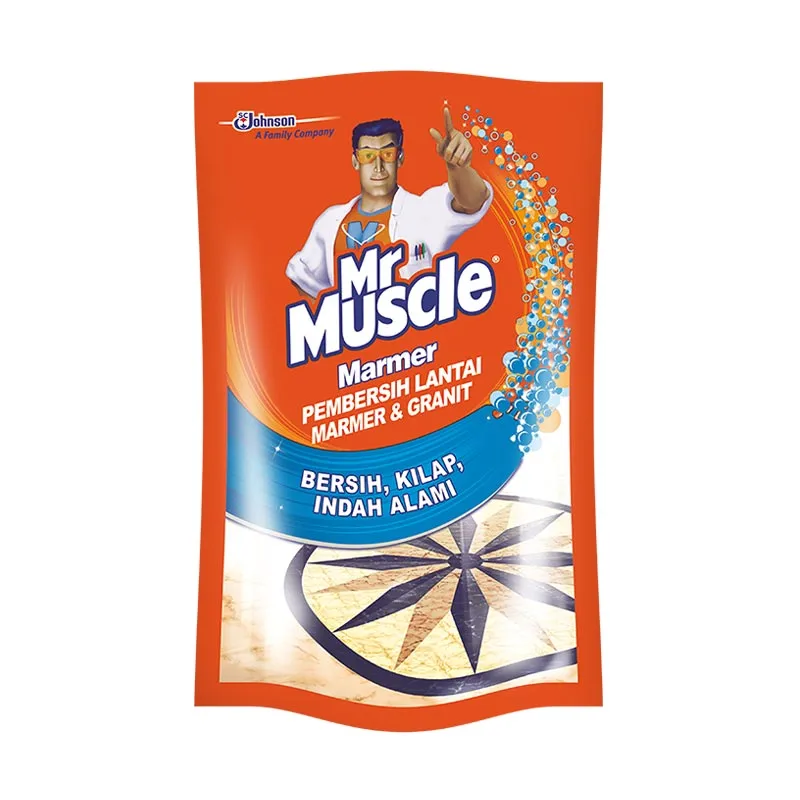 SC Johnson
A Family Company
Mr
Muscle®
Marmer
PEMBERSIH LANTAI
MARMER & GRANIT
BERSIH, KILAP,
INDAH ALAMI